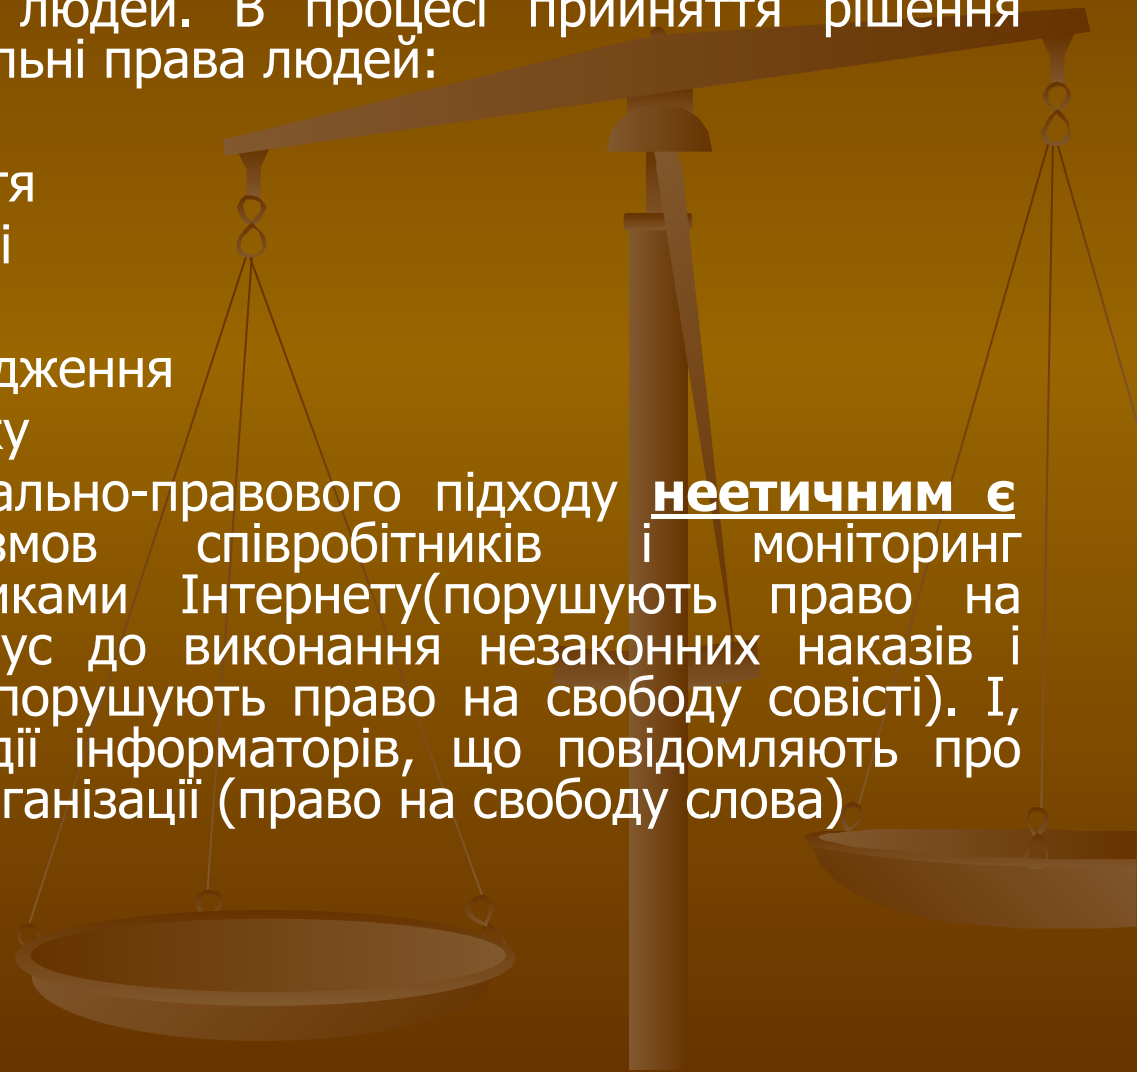 людей. В процесі прийняття рішення
льні права людей:
тя
і
дження
ку
ально-правового підходу неетичним є
змов співробітників і моніторинг
иками Інтернету(порушують право на
ус до виконання незаконних наказів і
порушують право на свободу совісті). І,
дії інформаторів, що повідомляють про
ганізації (право на свободу слова)